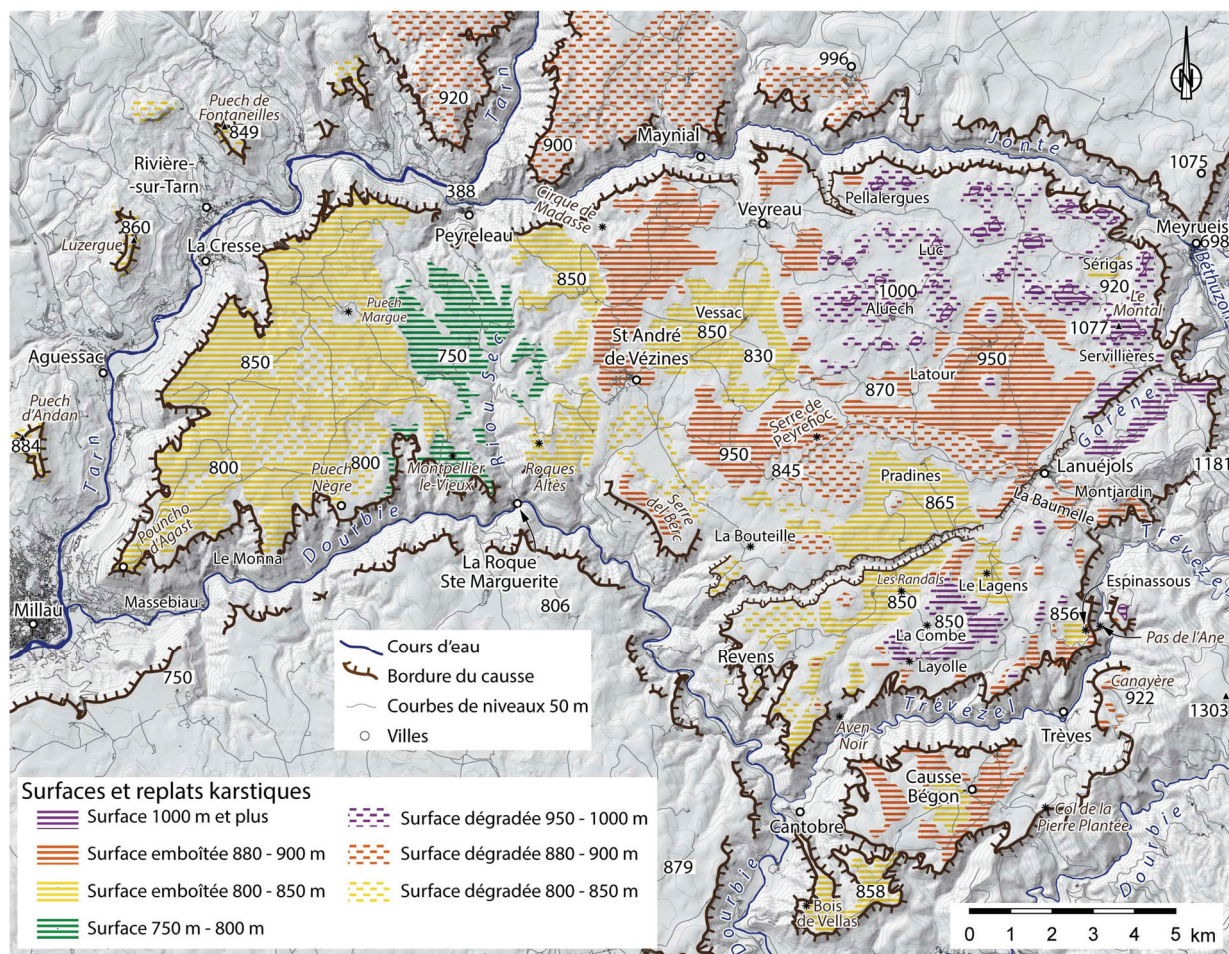 996
920
Tarn
Puech de
Fontaneilles
849
900
Maynial
Jonte
1075
Rivière-
-sur-Tarn
388
Cirque de
Madasse
Pellalergues
Veyreau
Meyrueis
698
860
Luzergue
La Cresse
Peyreleau
Luc
Sérigas
Béthuzon
850
1000
920
Puech
Margue
Vessac
850
Aluech
Le
Montal
1077
Aguessac
850
750
Riou Sec
St André
de Vézines
830
950
Servillières
Latour
870
Garène
Puech
d'Andan
884
Tarn
Serre de
Peyrenoc
950
845
1181
800
Puech
Nègre
800
Montpellier
-le-Vieux
Roques
Altès
Pradines
865
Lanuéjols
La Baumelle
Montjardin
Pouncho
d'Agast
Serre
de l'Béric
Trévezel
Le Monna
Dourbie
La Bouteille
La Roque
Ste Marguerite
Les Randals
Le Lagens
Espinassous
Massebiau
850
850
856
Millau
806
La Combe
Pas de l'Ane
Revens
Layolle
750
Canayère
922
Trévezel
1303
Aven
Noir
Trèves
Causse
Bégon
Cantobre
Col de la
Pierre Plantée
879
Dourbie
858
Bois
de Vellas
Dourbie
Cours d'eau
Bordure du causse
Courbes de niveaux 50 m
Villes
Surfaces et replats karstiques
Surface 1000 m et plus
Surface dégradée 950 - 1000 m
Surface emboîtée 880 - 900 m
Surface dégradée 880 - 900 m
Surface emboîtée 800 - 850 m
Surface dégradée 800 - 850 m
Surface 750 m - 800 m
0 1 2 3 4 5 km
N